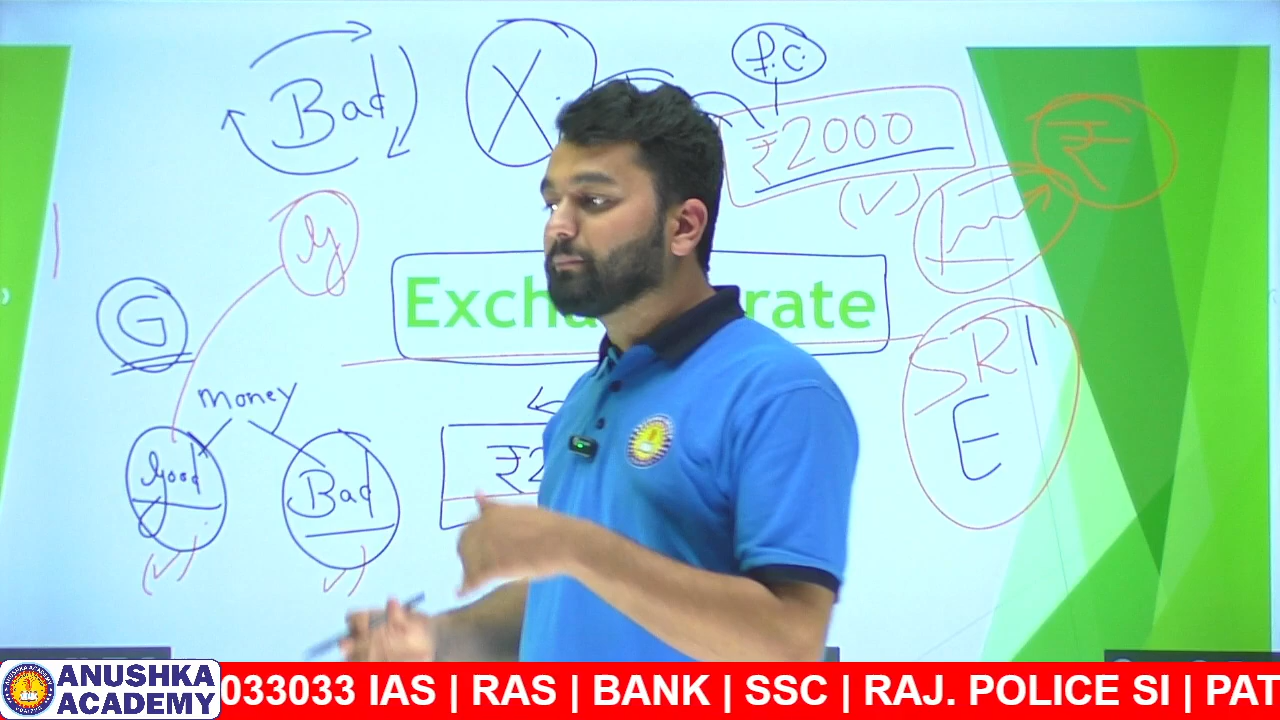 Bad
X
f.c.
₹2000
(✓)
₹
G
Exch
rate
SRI
E
money
Good
Bad
₹2
(✓)
(✓)
ANUSHKA
ACADEMY
033033 IAS | RAS | BANK | SSC | RAJ. POLICE SI | PAT